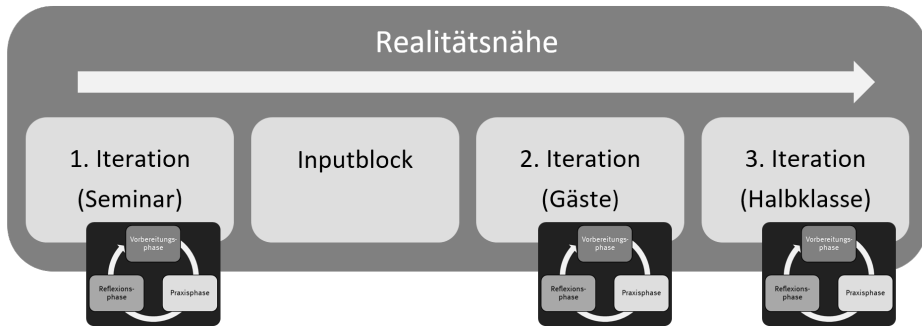 Realitätsnähe
1. Iteration
(Seminar)
Inputblock
2. Iteration
(Gäste)
3. Iteration
(Halbklasse)
Vorbereitungs-
phase
Reflexions-
phase
Praxisphase
Vorbereitungs-
phase
Reflexions-
phase
Praxisphase
Vorbereitungs-
phase
Reflexions-
phase
Praxisphase